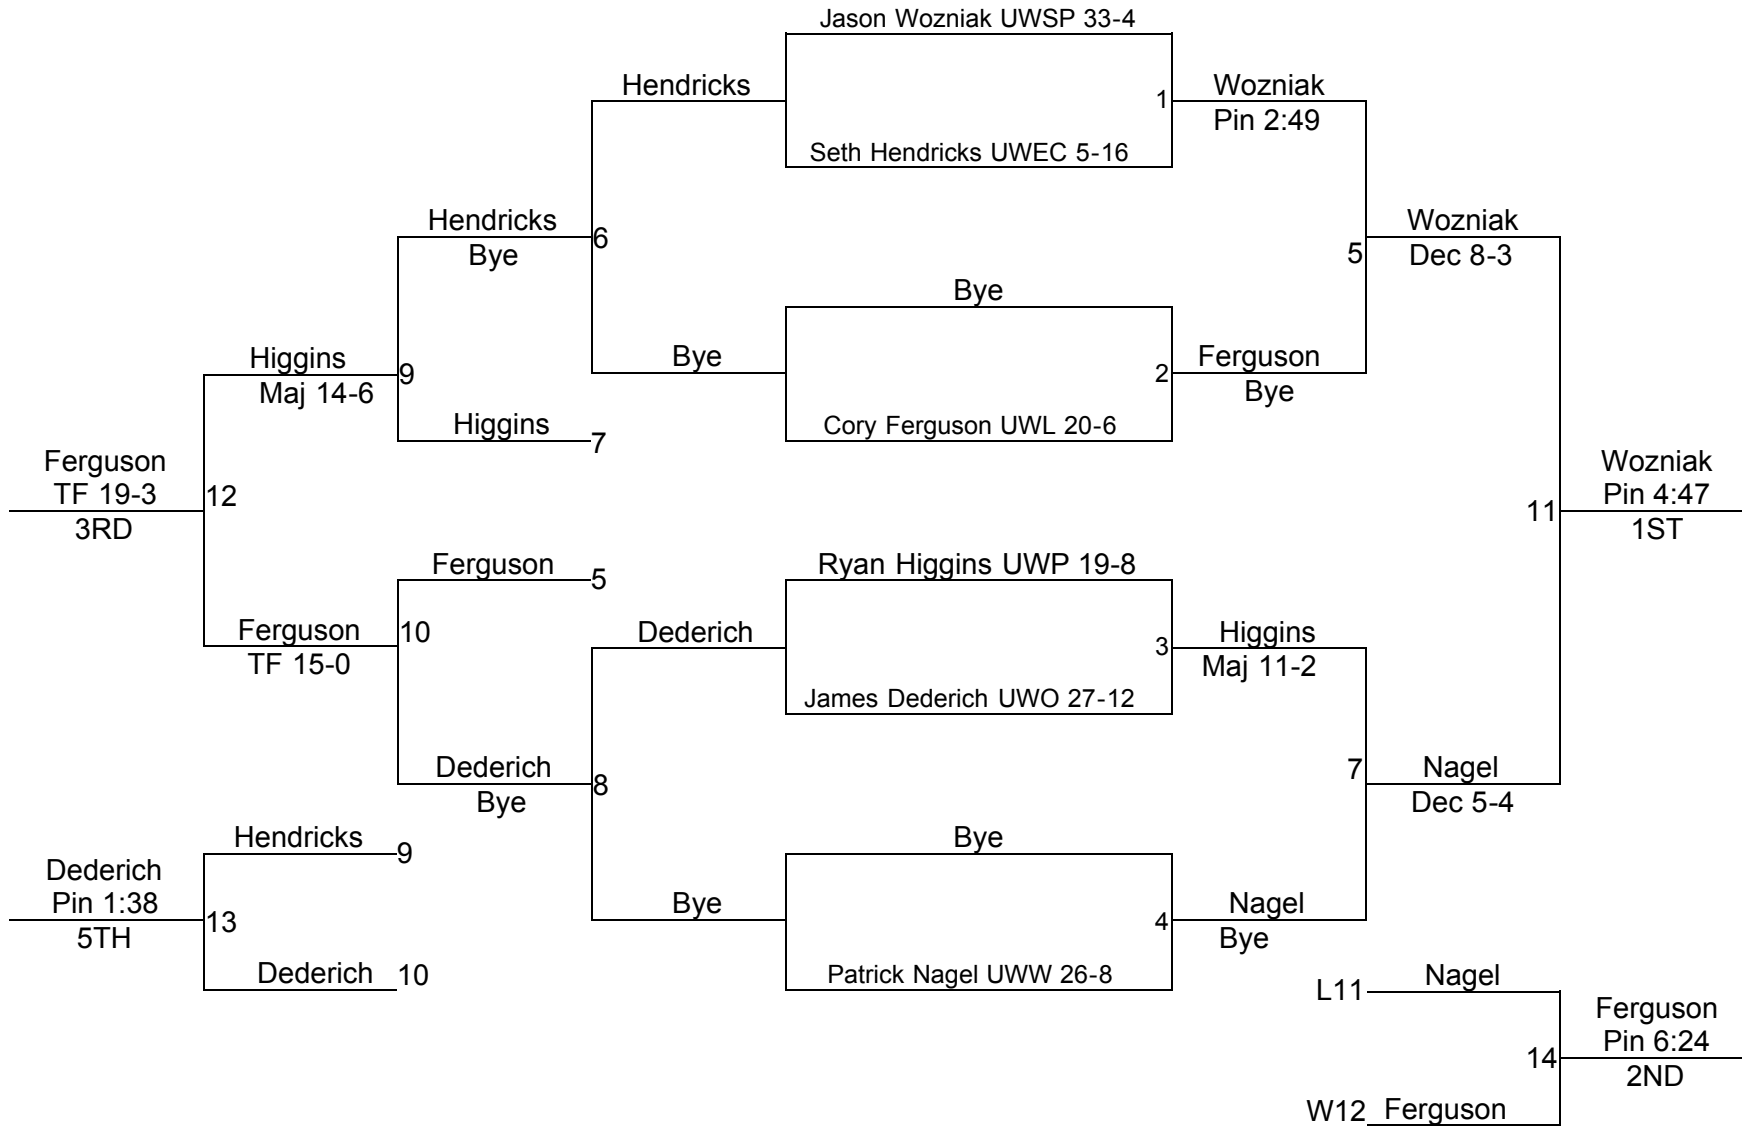 Jason Wozniak UWSP 33-4
Hendricks
1
Wozniak
Pin 2:49
Seth Hendricks UWEC 5-16
Hendricks
Bye
6
Wozniak
Dec 8-3
5
Bye
Higgins
Maj 14-6
9
Bye
2
Ferguson
Bye
Higgins
7
Cory Ferguson UWL 20-6
Ferguson
TF 19-3
3RD
12
Wozniak
Pin 4:47
1ST
11
Ferguson
5
Ryan Higgins UWP 19-8
Ferguson
TF 15-0
10
Dederich
3
Higgins
Maj 11-2
James Dederich UWO 27-12
Dederich
Bye
8
7
Nagel
Dec 5-4
Hendricks
9
Bye
Dederich
Pin 1:38
5TH
13
Bye
4
Nagel
Bye
Dederich
10
Patrick Nagel UWW 26-8
L11
Nagel
Ferguson
Pin 6:24
2ND
14
W12
Ferguson